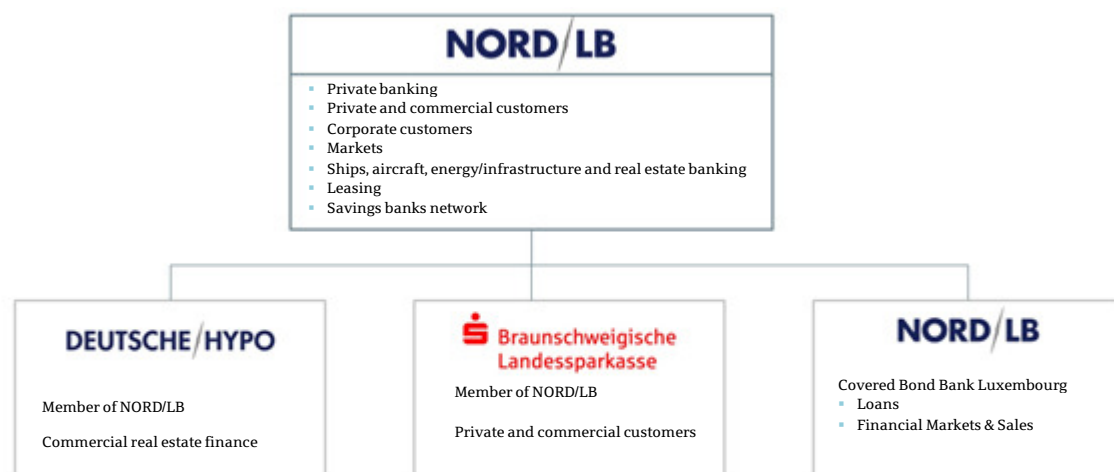 NORD/LB
Private banking
Private and commercial customers
Corporate customers
Markets
Ships, aircraft, energy/infrastructure and real estate banking
Leasing
Savings banks network
DEUTSCHE/HYPO
Member of NORD/LB
Commercial real estate finance
Braunschweigische
Landessparkasse
Member of NORD/LB
Private and commercial customers
NORD/LB
Covered Bond Bank Luxembourg
Loans
Financial Markets & Sales